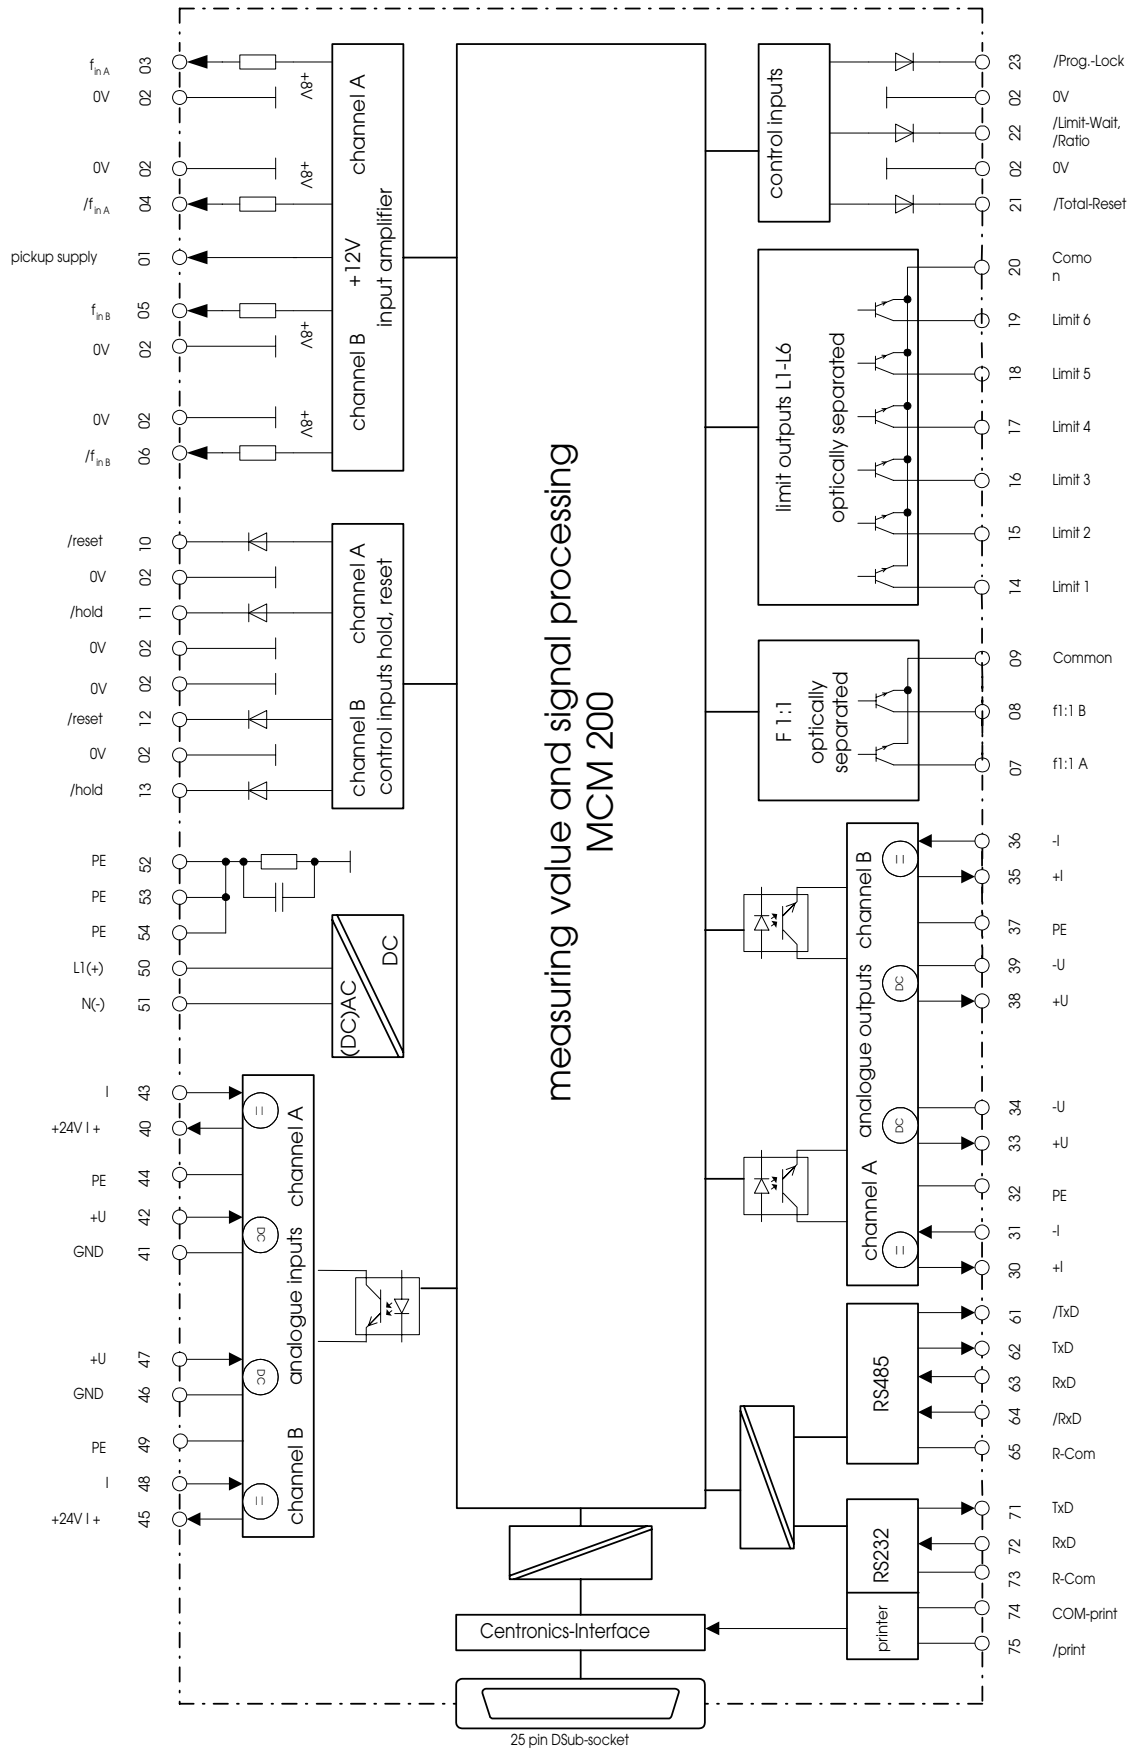 f in A 03
0V 02
0V 02
/f in A 04
pickup supply 01
f in B 05
0V 02
0V 02
/f in B 06
+8V
+8V
+12V
+8V
+8V
channel A
channel B
input amplifier
/reset 10
0V 02
/hold 11
0V 02
0V 02
/reset 12
0V 02
/hold 13
channel A
channel B
control inputs hold, reset
PE 52
PE 53
PE 54
L1(+) 50
N(-) 51
(DC)AC
DC
I 43
+24V I + 40
PE 44
+U 42
GND 41
+U 47
GND 46
PE 49
I 48
+24V I + 45
channel A
analogue inputs
channel B
DC
DC
measuring value and signal processing
MCM 200
control inputs
23 /Prog.-Lock
02 0V
22 /Limit-Wait,
/Ratio
02 0V
21 /Total-Reset
limit outputs L1-L6
optically separated
20 Como
n
19 Limit 6
18 Limit 5
17 Limit 4
16 Limit 3
15 Limit 2
14 Limit 1
F 1:1
optically
separated
09 Common
08 f1:1 B
07 f1:1 A
channel B
analogue outputs
channel A
DC
DC
36 -I
35 +I
37 PE
39 -U
38 +U
34 -U
33 +U
32 PE
31 -I
30 +I
RS485
61 /TxD
62 TxD
63 RxD
64 /RxD
65 R-Com
RS232
71 TxD
72 RxD
73 R-Com
printer
74 COM-print
75 /print
Centronics-Interface
25 pin DSub-socket